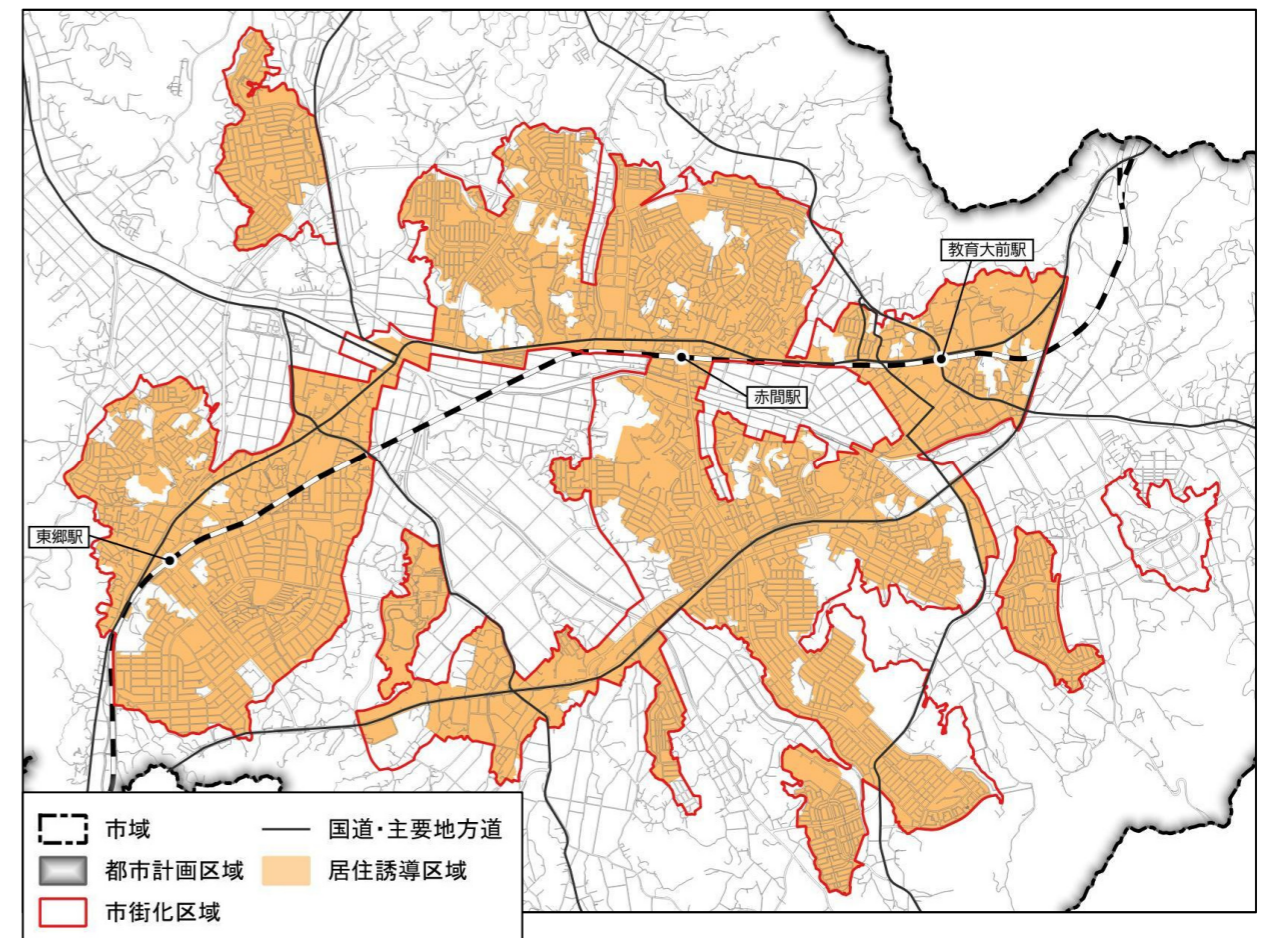 教育大前駅
赤間駅
東郷駅
市域
国道・主要地方道
都市計画区域
居住誘導区域
市街化区域